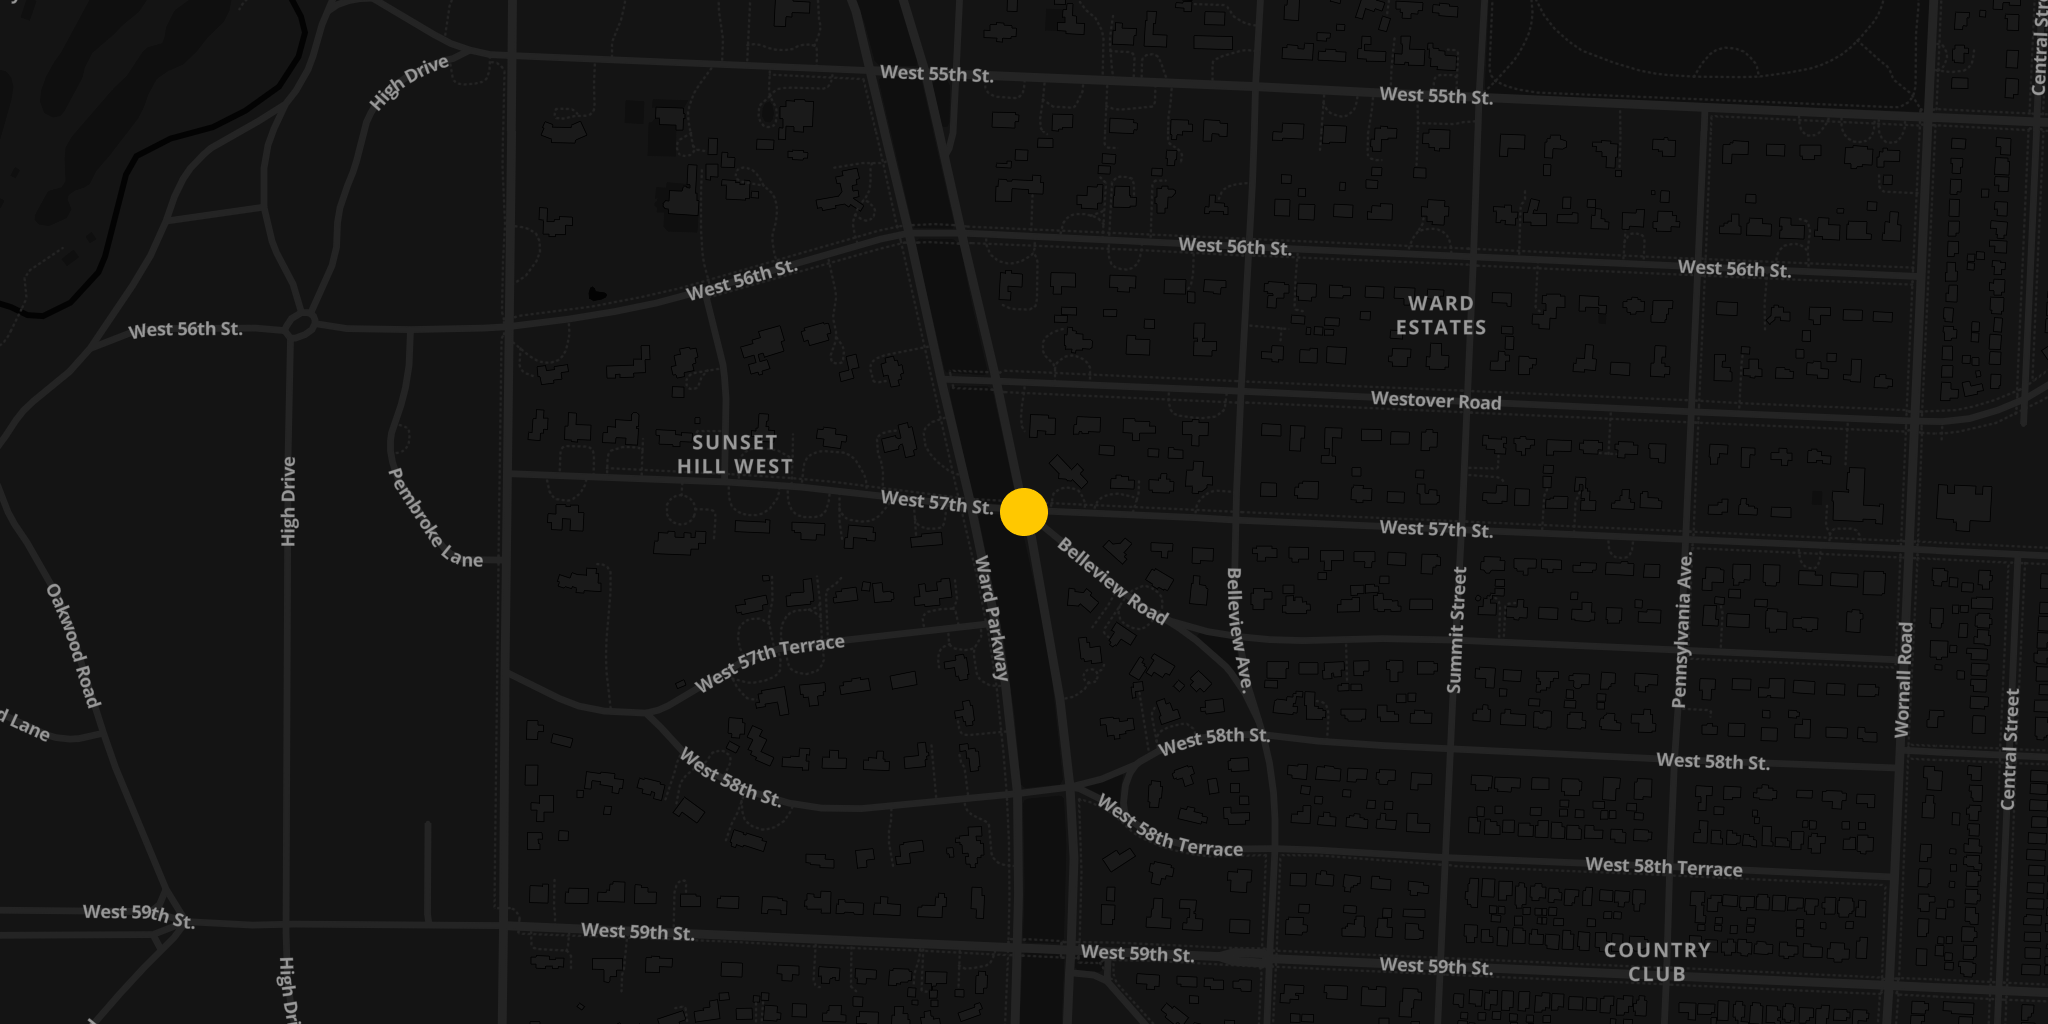 High Drive
West 55th St.
West 55th St.
Central Str
West 56th St.
West 56th St.
West 56th St.
West 56th St.
WARD
ESTATES
Westover Road
SUNSET
HILL WEST
High Drive
Pembroke Lane
West 57th St.
West 57th St.
Belleview Road
Ward Parkway
Belleview Ave.
Summit Street
Pennsylvania Ave.
Wornall Road
Central Street
Oakwood Road
d Lane
West 57th Terrace
West 58th St.
West 58th St.
West 58th St.
West 58th Terrace
West 58th Terrace
West 59th St.
West 59th St.
West 59th St.
West 59th St.
COUNTRY
CLUB
High Dri